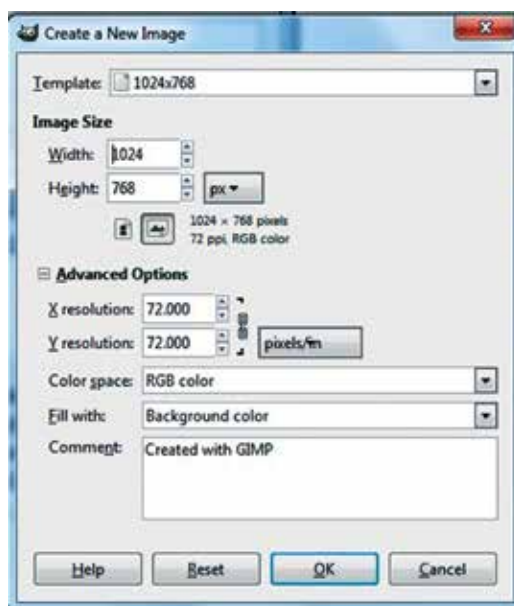 Create a New Image
Template: 1024x768
Image Size
Width: 1024
Height: 768 px
1024 × 768 pixels
72 ppi, RGB color
Advanced Options
X resolution: 72.000
Y resolution: 72.000 pixels/in
Color space: RGB color
Fill with: Background color
Comment: Created with GIMP
Help Reset OK Cancel